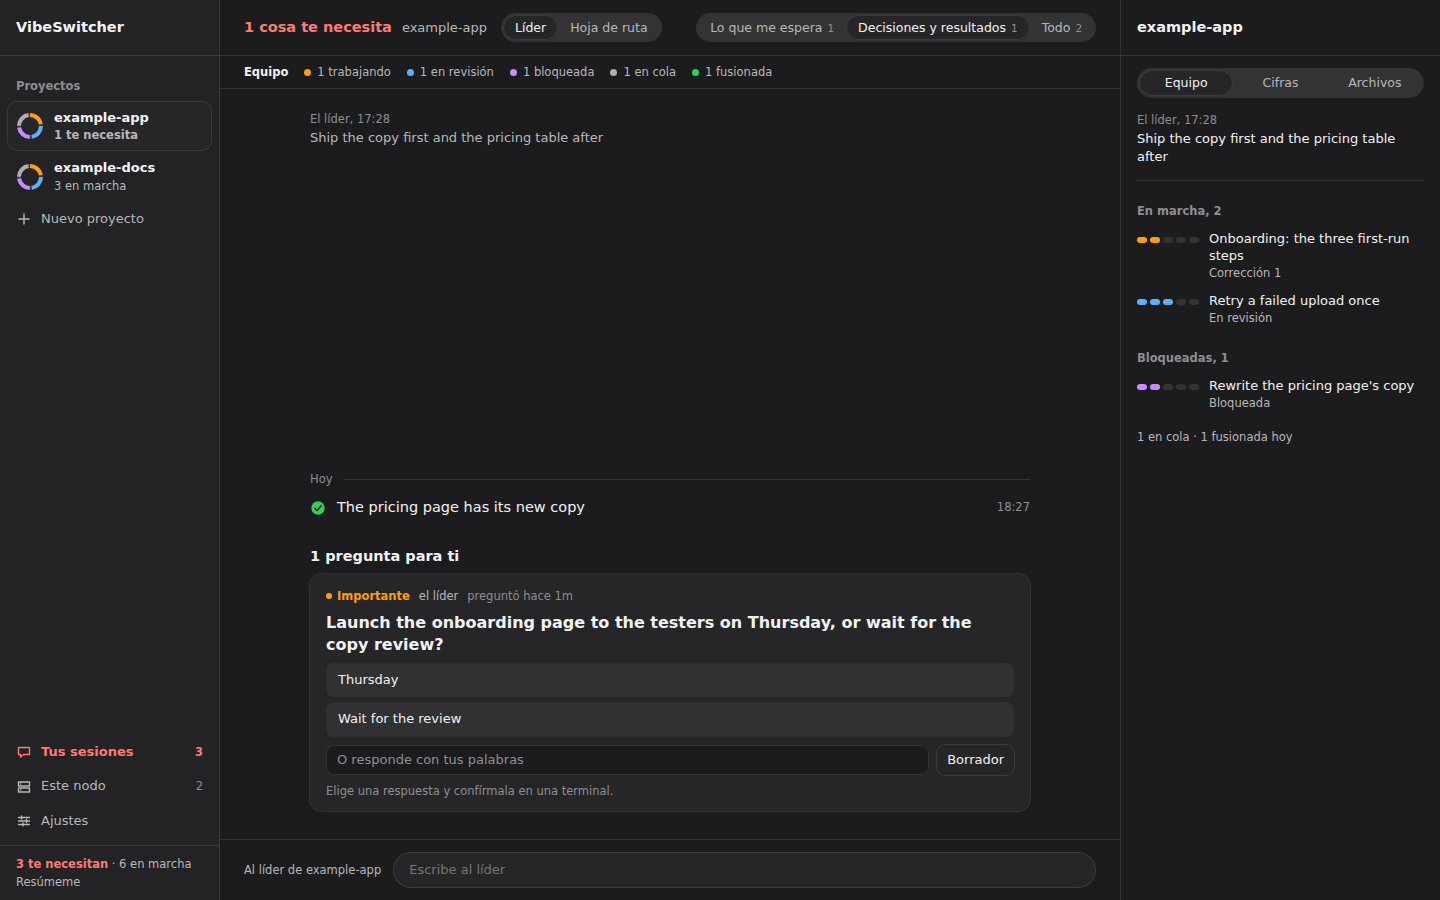 VibeSwitcher
Proyectos
example-app
1 te necesita
example-docs
3 en marcha
Nuevo proyecto
Tus sesiones 3
Este nodo 2
Ajustes
3 te necesitan · 6 en marcha
Resúmeme
1 cosa te necesita example-app Líder Hoja de ruta Lo que me espera 1 Decisiones y resultados 1 Todo 2
Equipo 1 trabajando 1 en revisión 1 bloqueada 1 en cola 1 fusionada
El líder, 17:28
Ship the copy first and the pricing table after
Hoy
The pricing page has its new copy 18:27
1 pregunta para ti
Importante el líder preguntó hace 1m
Launch the onboarding page to the testers on Thursday, or wait for the
copy review?
Thursday
Wait for the review
O responde con tus palabras Borrador
Elige una respuesta y confírmala en una terminal.
Al líder de example-app Escribe al líder
example-app
Equipo Cifras Archivos
El líder, 17:28
Ship the copy first and the pricing table
after
En marcha, 2
Onboarding: the three first-run
steps
Corrección 1
Retry a failed upload once
En revisión
Bloqueadas, 1
Rewrite the pricing page's copy
Bloqueada
1 en cola · 1 fusionada hoy